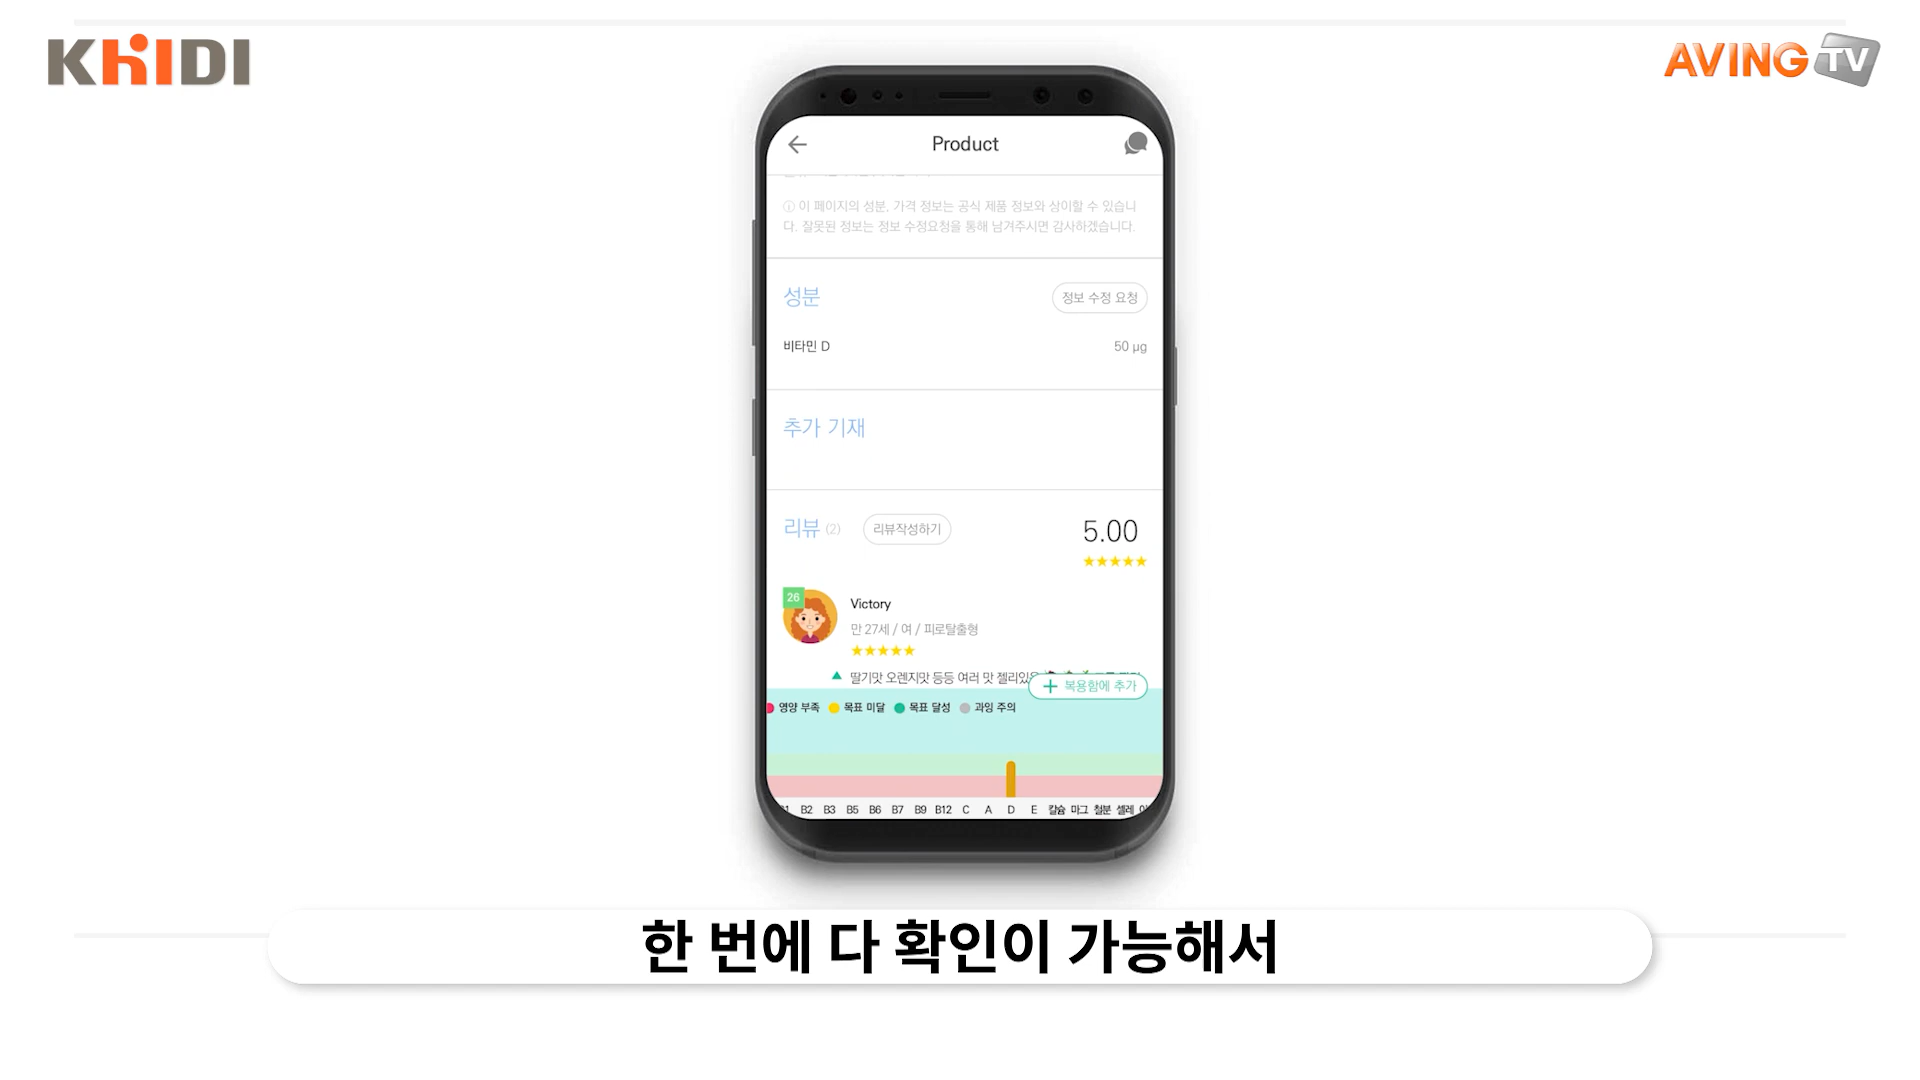 KHIDI
AVING TV
Product
ⓘ 이 페이지의 성분, 가격 정보는 공식 제품 정보와 상이할 수 있습니
다. 잘못된 정보는 정보 수정요청을 통해 남겨주시면 감사하겠습니다.
성분
정보 수정 요청
비타민 D
50 μg
추가 기재
리뷰 (2)
리뷰작성하기
5.00
★★★★★
26
Victory
만 27세 / 여 / 피로탈출형
★★★★★
딸기맛 오렌지맛 등등 여러 맛 젤리있
+ 복용함에 추가
영양 부족 목표 미달 목표 달성 과잉 주의
B2 B3 B5 B6 B7 B9 B12 C A D E 칼슘 마그 철분 셀레
한 번에 다 확인이 가능해서